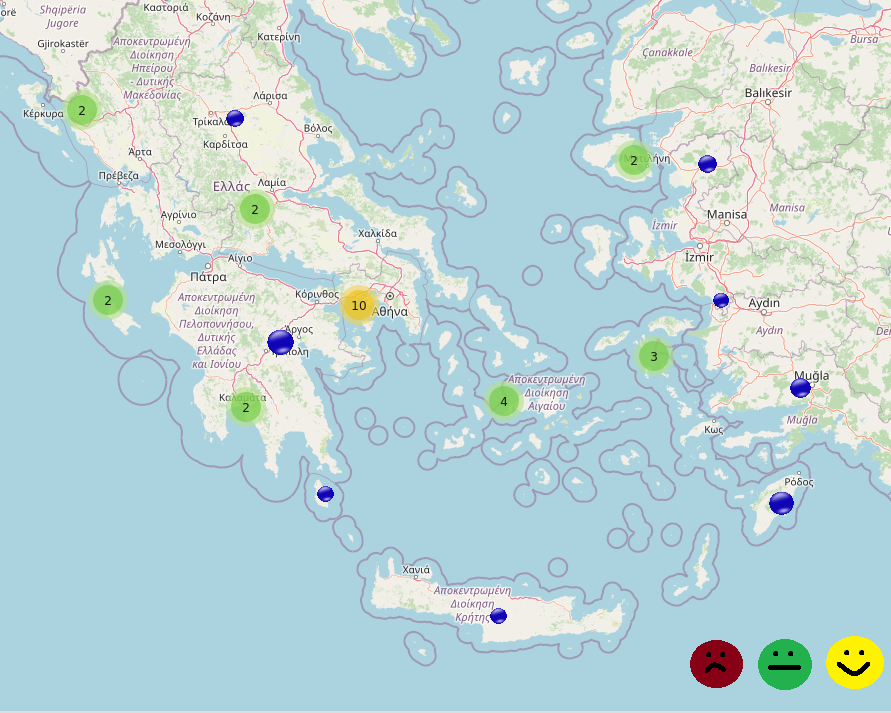 Καστοριά
Shqipëria
Jugore
Κοζάνη
Κατερίνη
Gjirokastër
Αποκεντρωμένη
Διοίκηση
Ηπείρου
- Δυτικής
Μακεδονίας
Çanakkale
Bursa
Balıkesir
Balıkesir
Κέρκυρα
2
Λάρισα
Τρίκαλα
Βόλος
Καρδίτσα
Άρτα
2
Πρέβεζα
Ελλάς
Λαμία
2
Manisa
Αγρίνιο
Manisa
Χαλκίδα
İzmir
Μεσολόγγι
Αίγιο
İzmir
Πάτρα
2
Αποκεντρωμένη
Διοίκηση
Πελοποννήσου,
Δυτικής
Ελλάδας
και Ιονίου
Κόρινθος
10
Αθήνα
Aydın
Άργος
Aydın
3
Muğla
Αποκεντρωμένη
Διοίκηση
Αιγαίου
4
Καλαμάτα
2
Muğla
Κως
Ρόδος
Χανιά
Αποκεντρωμένη
Διοίκηση
Κρήτης